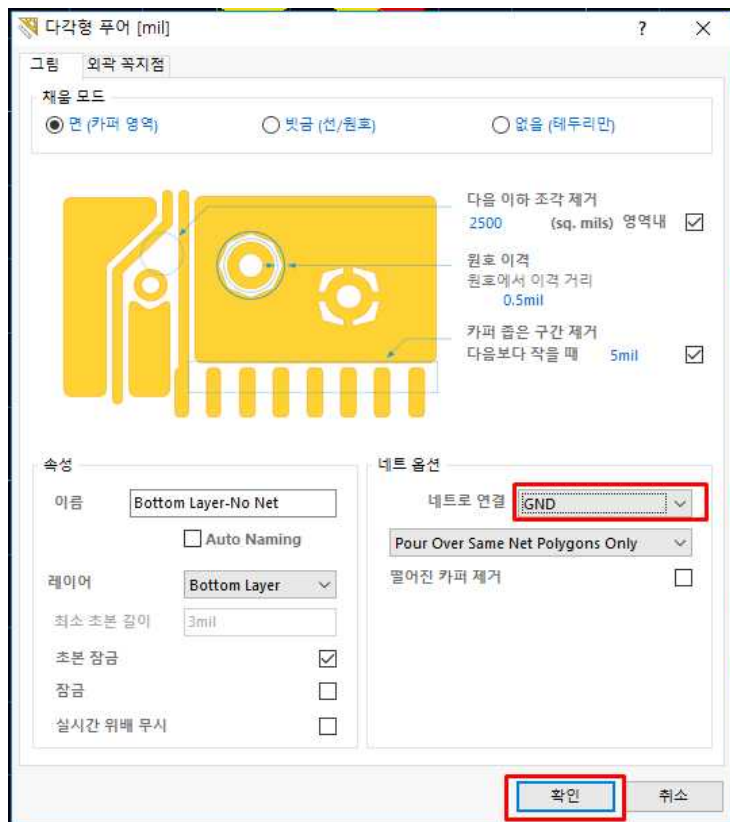 다각형 푸어 [mil]
? ×
그림 외곽 꼭지점
채움 모드
면 (카퍼 영역) 빗금 (선/원호) 없음 (테두리만)
다음 이하 조각 제거
2500 (sq. mils) 영역내
원호 이격
원호에서 이격 거리
0.5mil
카퍼 좁은 구간 제거
다음보다 작을 때 5mil
속성
이름 Bottom Layer-No Net
Auto Naming
레이어 Bottom Layer
최소 초본 길이 3mil
초본 잠금
잠금
실시간 위배 무시
네트 옵션
네트로 연결 GND
Pour Over Same Net Polygons Only
떨어진 카퍼 제거
확인 취소